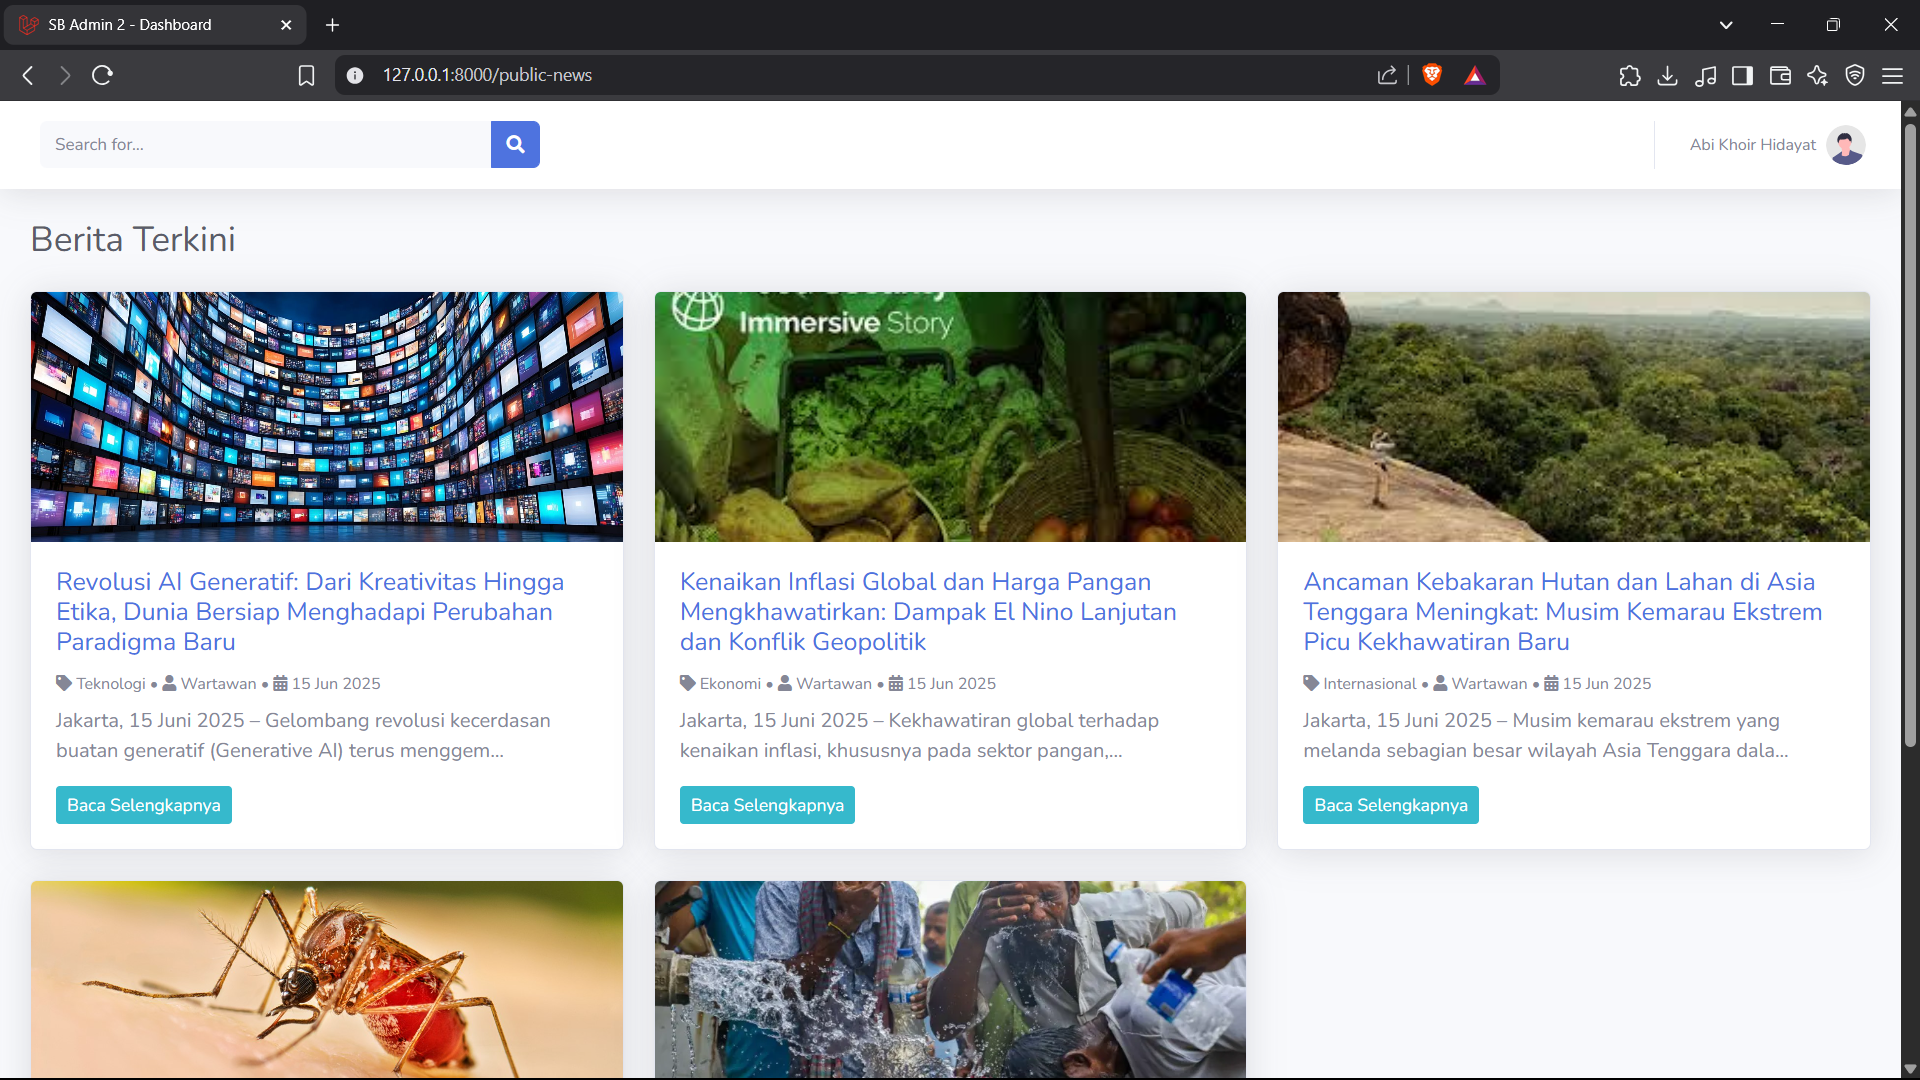 SB Admin 2 - Dashboard
127.0.0.1:8000/public-news
Search for...
Abi Khoir Hidayat
Berita Terkini
Immersive Story
Revolusi AI Generatif: Dari Kreativitas Hingga
Etika, Dunia Bersiap Menghadapi Perubahan
Paradigma Baru
Teknologi • Wartawan • 15 Jun 2025
Jakarta, 15 Juni 2025 – Gelombang revolusi kecerdasan
buatan generatif (Generative AI) terus menggem...
Baca Selengkapnya
Kenaikan Inflasi Global dan Harga Pangan
Mengkhawatirkan: Dampak El Nino Lanjutan
dan Konflik Geopolitik
Ekonomi • Wartawan • 15 Jun 2025
Jakarta, 15 Juni 2025 – Kekhawatiran global terhadap
kenaikan inflasi, khususnya pada sektor pangan,...
Baca Selengkapnya
Ancaman Kebakaran Hutan dan Lahan di Asia
Tenggara Meningkat: Musim Kemarau Ekstrem
Picu Kekhawatiran Baru
Internasional • Wartawan • 15 Jun 2025
Jakarta, 15 Juni 2025 – Musim kemarau ekstrem yang
melanda sebagian besar wilayah Asia Tenggara dala...
Baca Selengkapnya